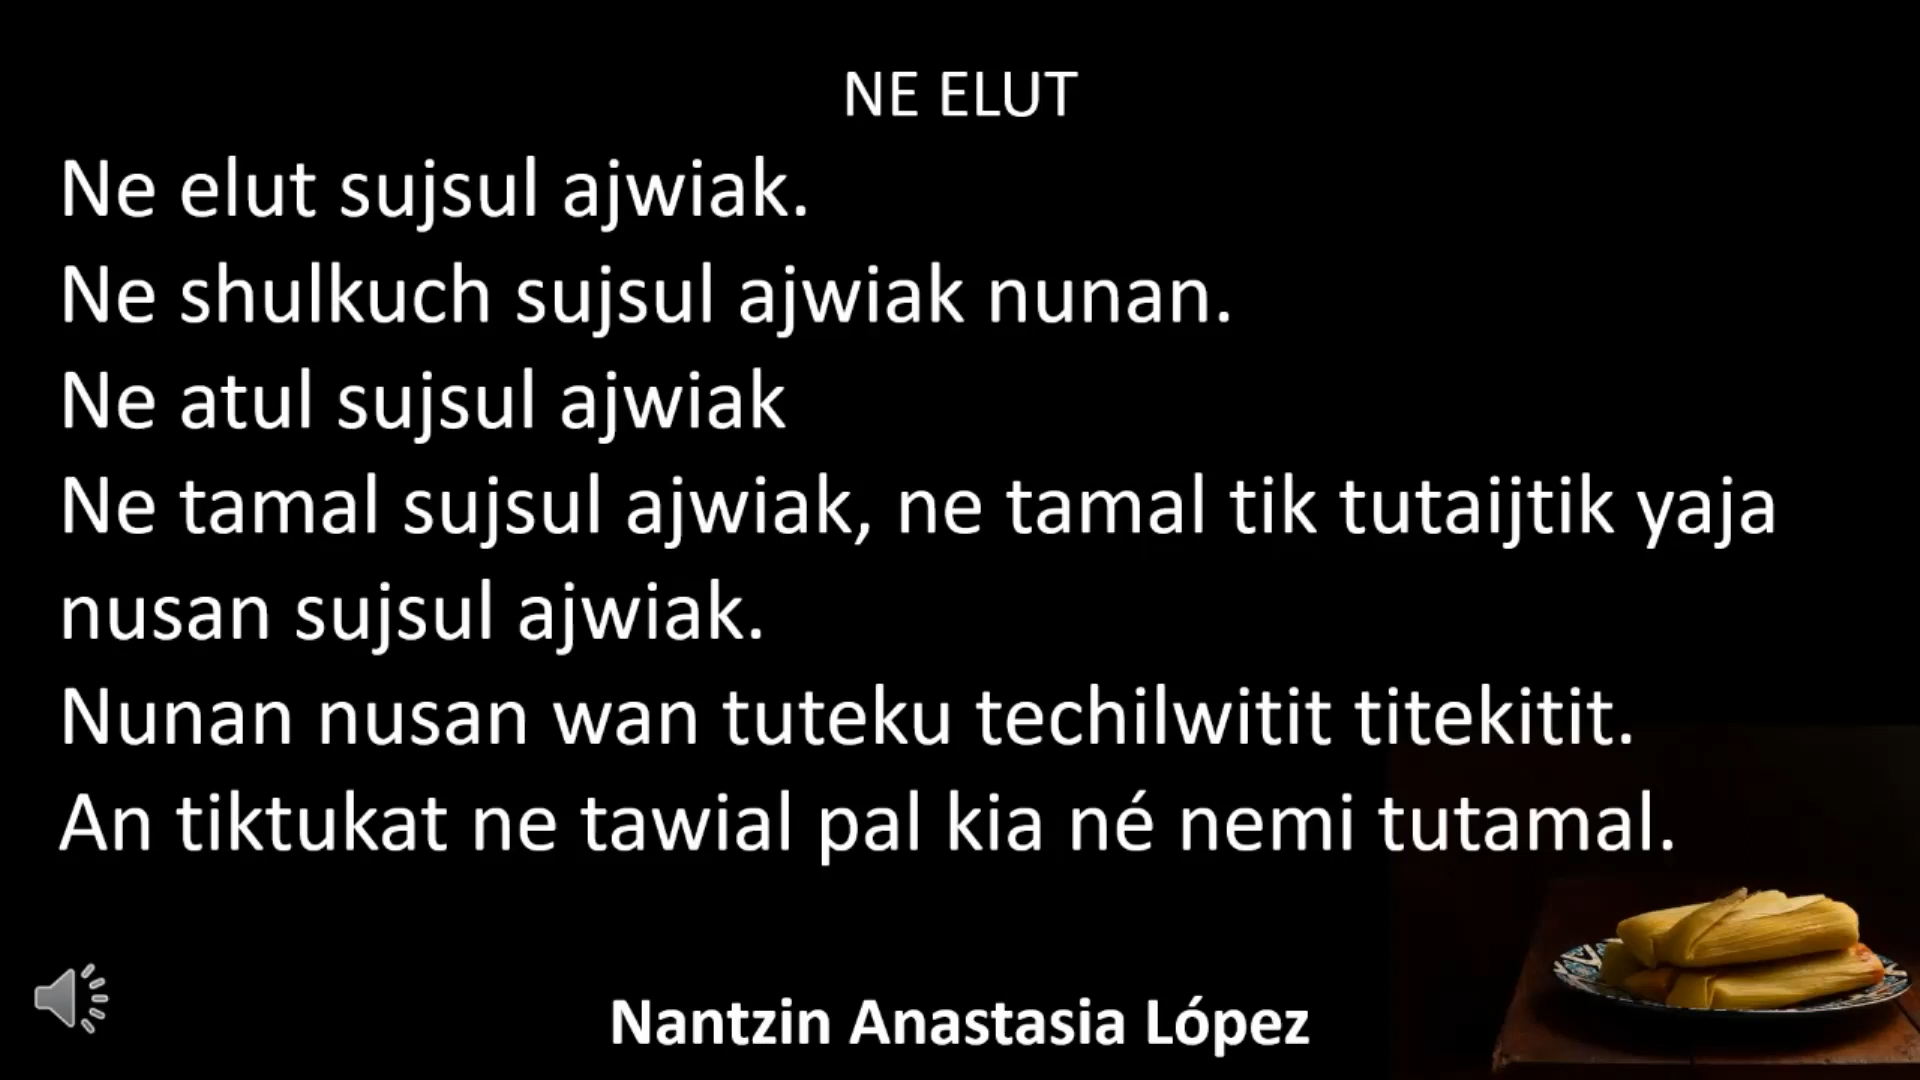 NE ELUT
Ne elut sujsul ajwiak.
Ne shulkuch sujsul ajwiak nunan.
Ne atul sujsul ajwiak
Ne tamal sujsul ajwiak, ne tamal tik tutaijtik yaja
nusan sujsul ajwiak.
Nunan nusan wan tuteku techilwitit titekitit.
An tiktukat ne tawial pal kia né nemi tutamal.
Nantzin Anastasia López